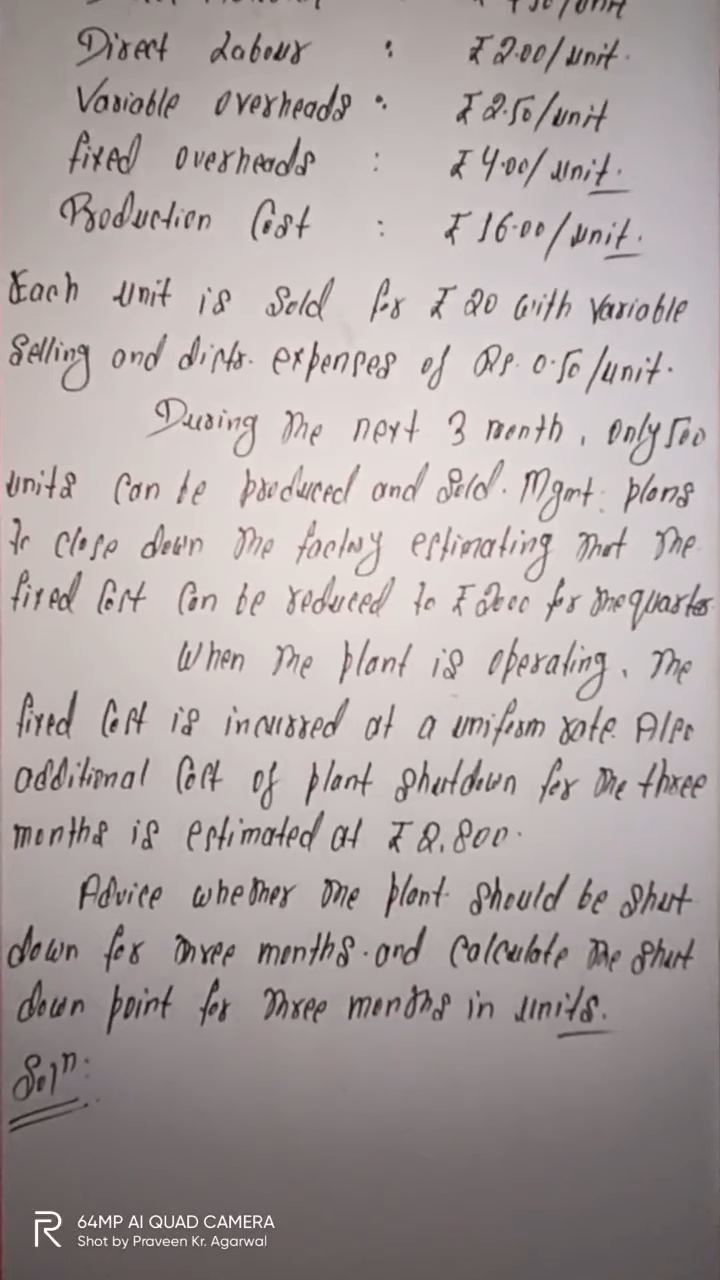 Direct Labour : ₹2.00/unit.
Variable overheads : ₹2.50/unit
fixed overheads : ₹4.00/unit.
Production Cost : ₹16.00/unit.
Each unit is Sold for ₹20 with variable
Selling and distr. expenses of Rs. 0.50/unit.
During the next 3 month, only 500
units can be produced and Sold. Mgmt. plans
to close down the factory estimating that the
fixed Cost Can be reduced to ₹2000 for the quarter
When the plant is operating, the
fixed Cost is incurred at a uniform rate. Also
additional Cost of plant shutdown for the three
months is estimated at ₹2,800.
Advice whether the plant should be shut
down for three months and calculate the shut
down point for three months in units.
Solⁿ:
64MP AI QUAD CAMERA
Shot by Praveen Kr. Agarwal